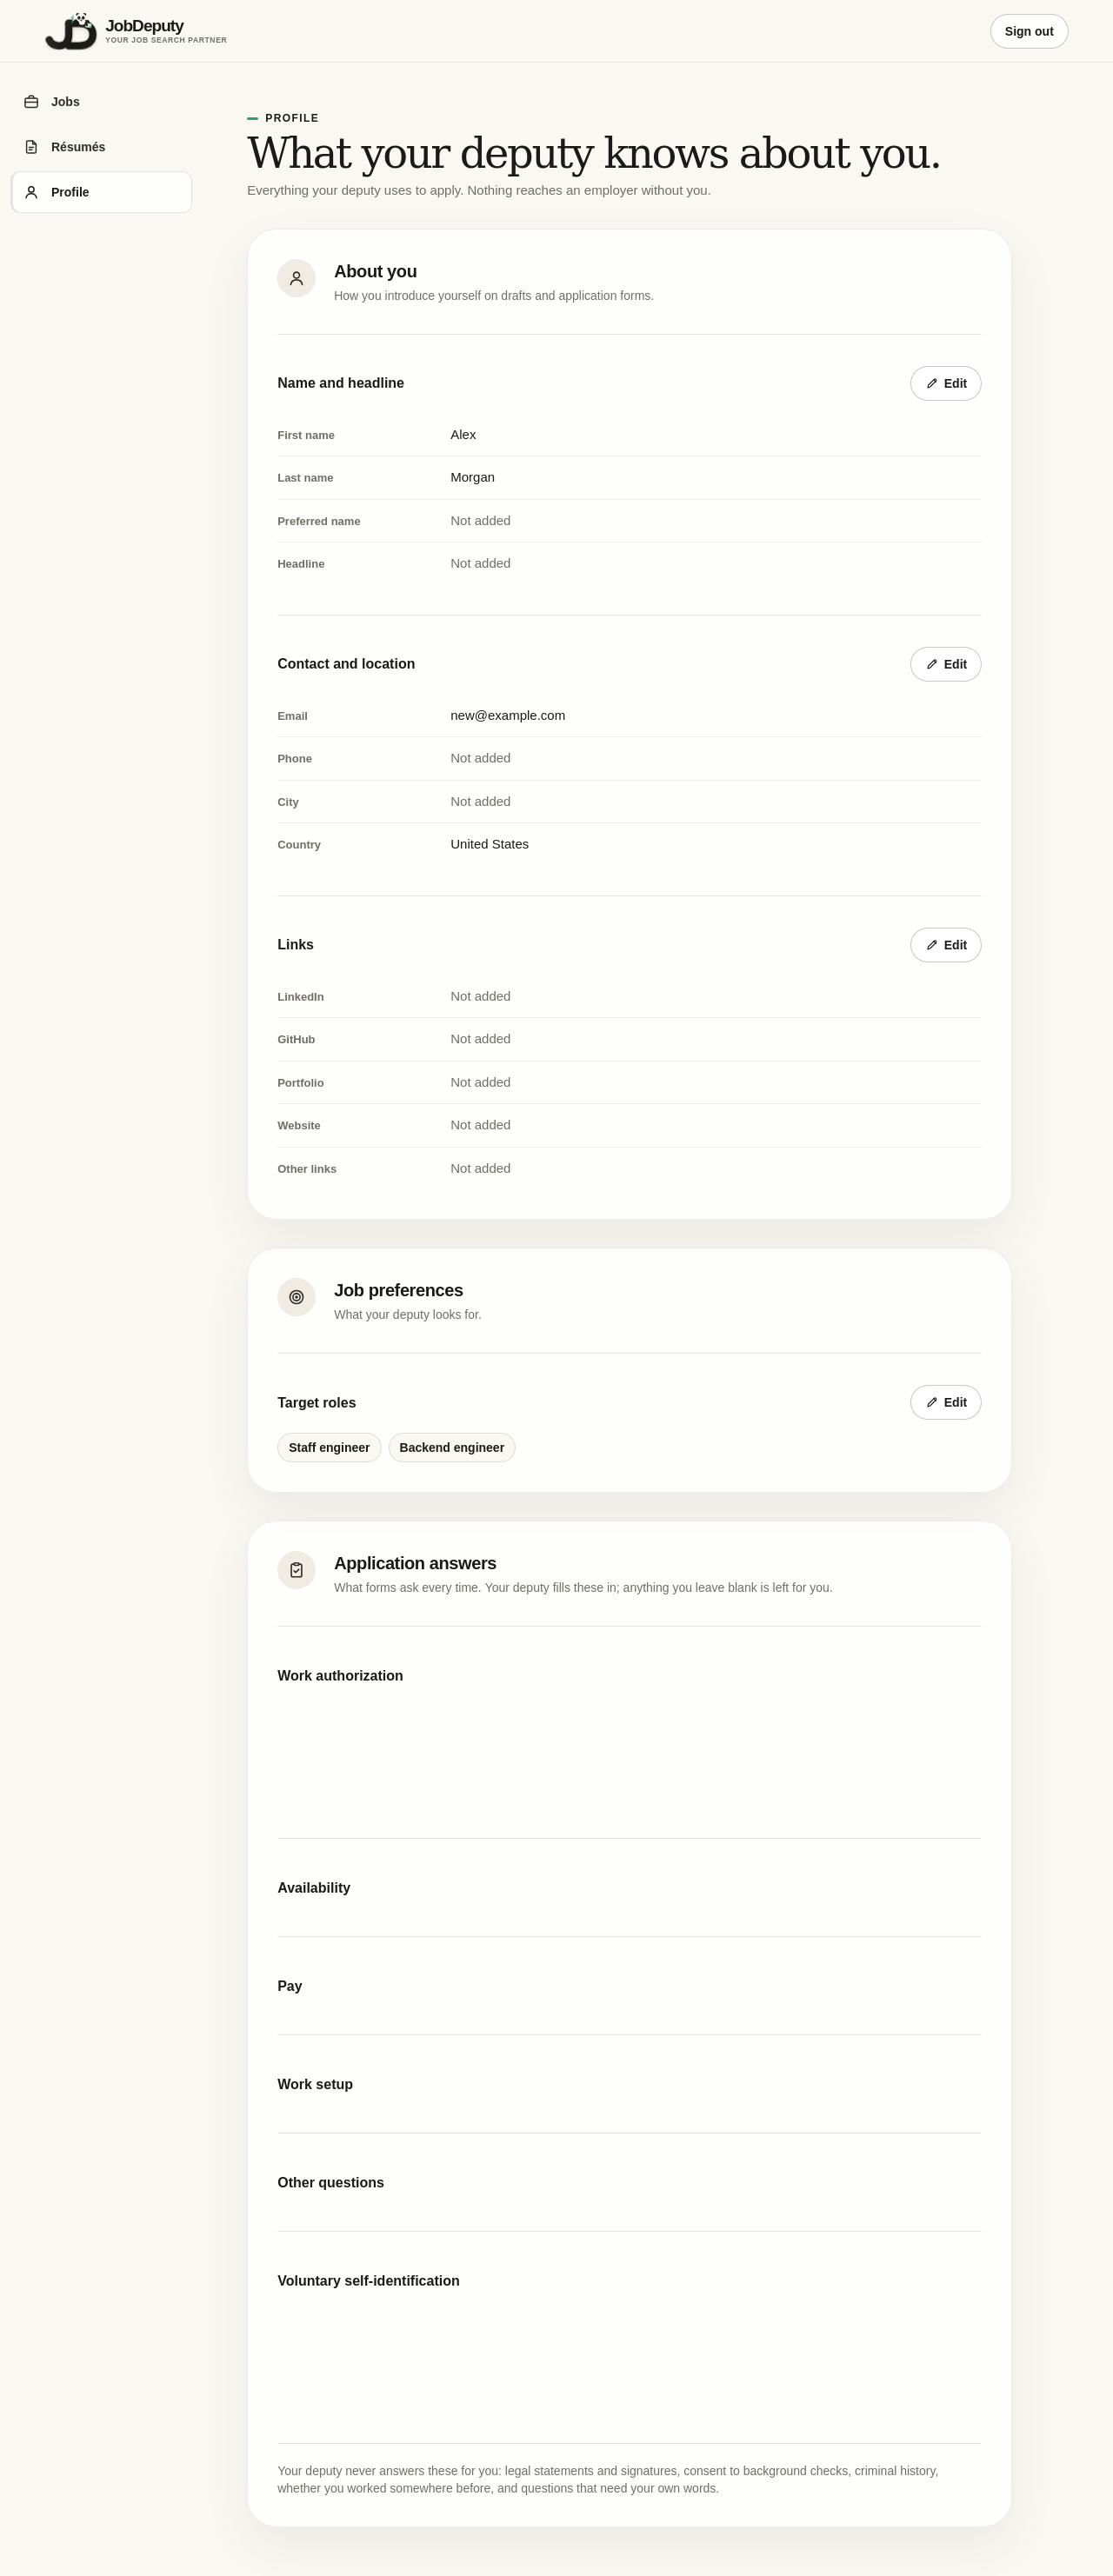 JobDeputy
YOUR JOB SEARCH PARTNER
Sign out
Jobs
Résumés
Profile
PROFILE
What your deputy knows about you.
Everything your deputy uses to apply. Nothing reaches an employer without you.
About you
How you introduce yourself on drafts and application forms.
Name and headline
Edit
First name
Alex
Last name
Morgan
Preferred name
Not added
Headline
Not added
Contact and location
Edit
Email
new@example.com
Phone
Not added
City
Not added
Country
United States
Links
Edit
LinkedIn
Not added
GitHub
Not added
Portfolio
Not added
Website
Not added
Other links
Not added
Job preferences
What your deputy looks for.
Target roles
Edit
Staff engineer
Backend engineer
Application answers
What forms ask every time. Your deputy fills these in; anything you leave blank is left for you.
Work authorization
Availability
Pay
Work setup
Other questions
Voluntary self-identification
Your deputy never answers these for you: legal statements and signatures, consent to background checks, criminal history,
whether you worked somewhere before, and questions that need your own words.